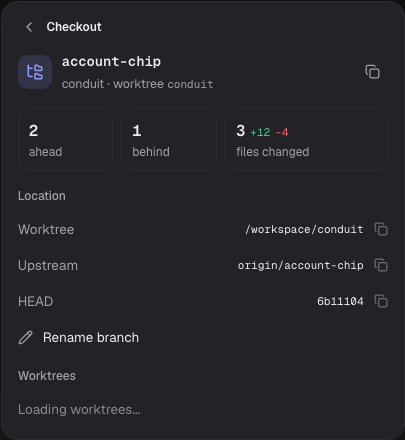 Checkout
account-chip
conduit · worktree conduit
2
ahead
1
behind
3 +12 -4
files changed
Location
Worktree /workspace/conduit
Upstream origin/account-chip
HEAD 6b11104
Rename branch
Worktrees
Loading worktrees…